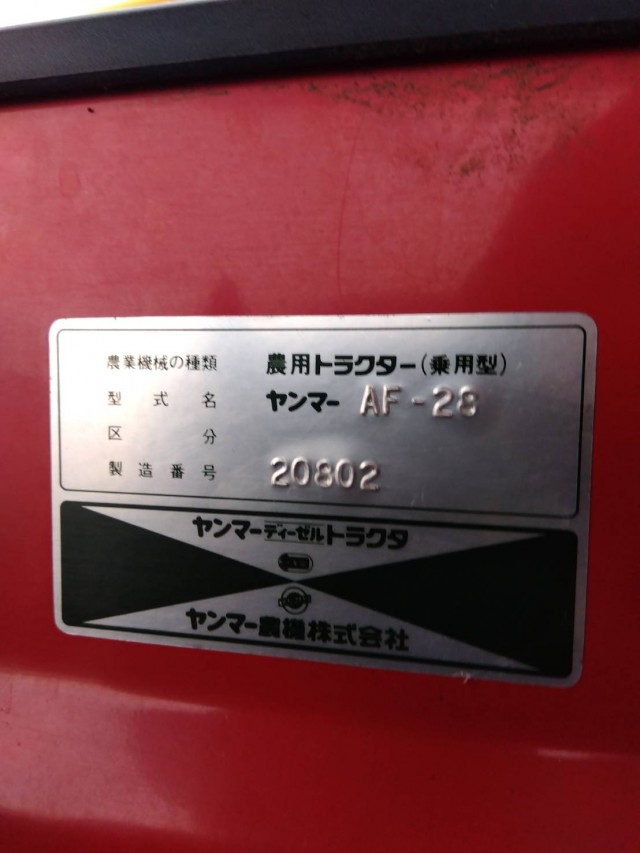 農業機械の種類 農用トラクター(乗用型)
型式名 ヤンマー AF-28
区分
製造番号 20802
ヤンマーディーゼルトラクタ
ヤンマー農機株式会社